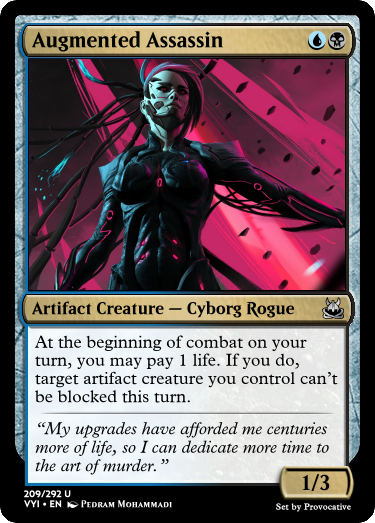 Augmented Assassin
Artifact Creature — Cyborg Rogue
At the beginning of combat on your
turn, you may pay 1 life. If you do,
target artifact creature you control can't
be blocked this turn.
“My upgrades have afforded me centuries
more of life, so I can dedicate more time to
the art of murder.”
1/3
209/292 U
VYI • EN Pedram Mohammadi
Set by Provocative